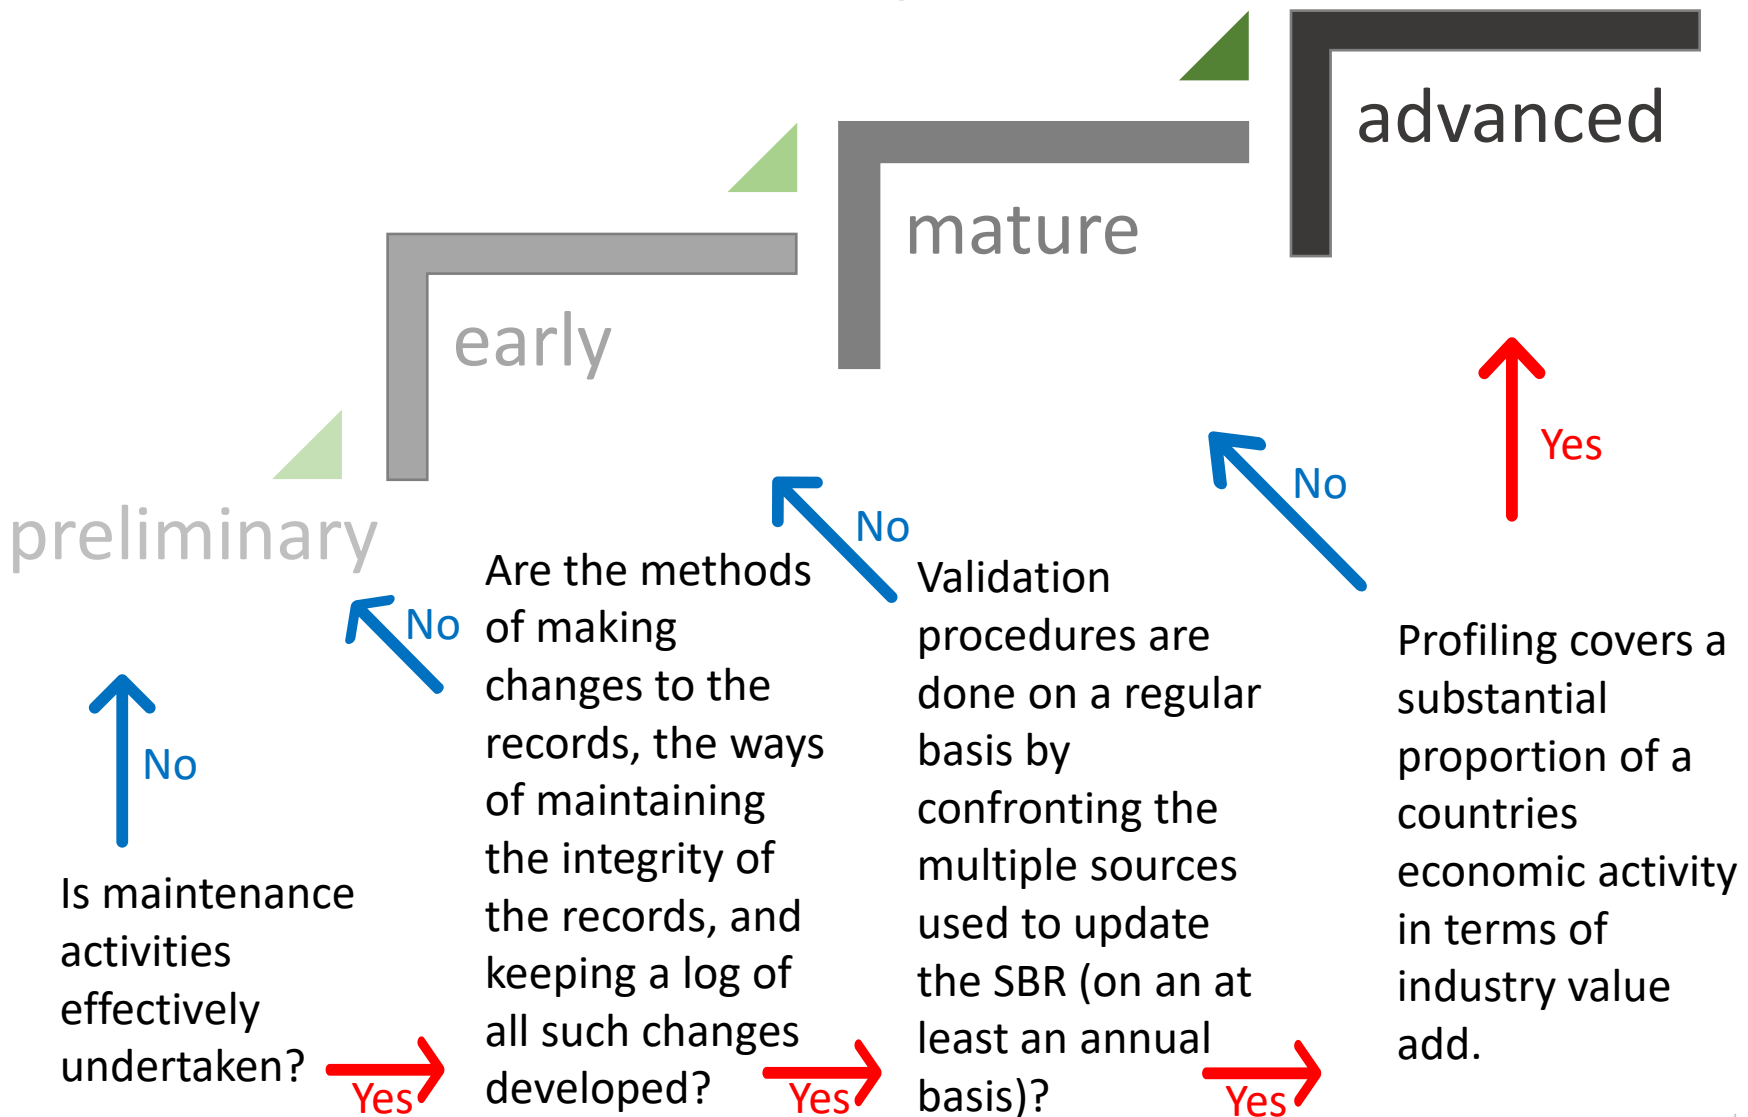 advanced
mature
early
preliminary
No
Is maintenance
activities
effectively
undertaken?
Yes
No
Are the methods
of making
changes to the
records, the ways
of maintaining
the integrity of
the records, and
keeping a log of
all such changes
developed?
Yes
No
Validation
procedures are
done on a regular
basis by
confronting the
multiple sources
used to update
the SBR (on an at
least an annual
basis)?
Yes
No
Yes
Profiling covers a
substantial
proportion of a
countries
economic activity
in terms of
industry value
add.